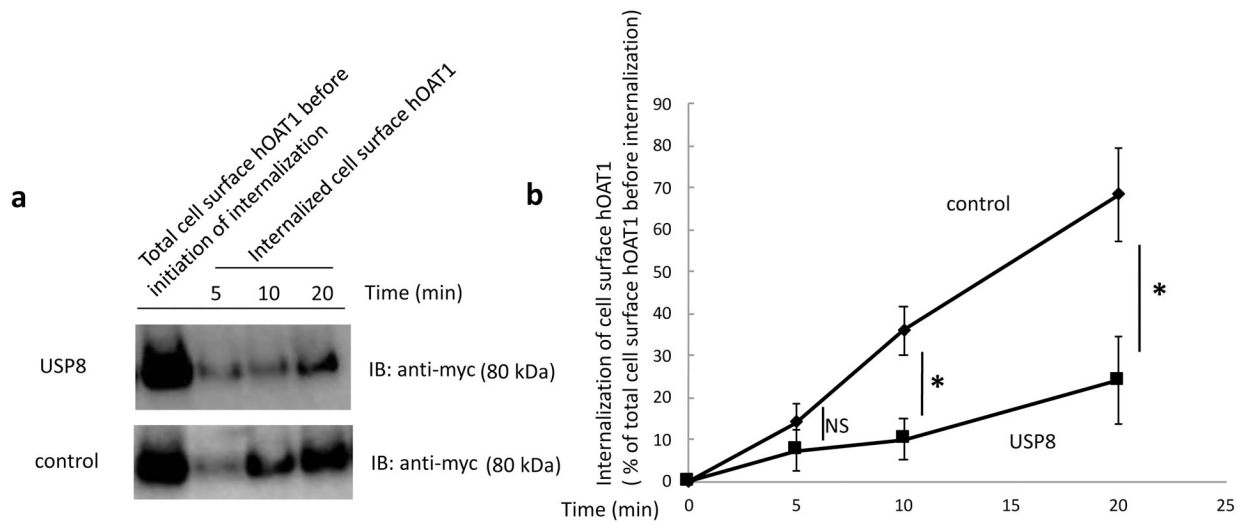 a
Total cell surface hOAT1 before
initiation of internalization
Internalized cell surface hOAT1
5 10 20 Time (min)
USP8 IB: anti-myc (80 kDa)
control IB: anti-myc (80 kDa)
b
Internalization of cell surface hOAT1
( % of total cell surface hOAT1 before internalization)
90
80
70
60
50
40
30
20
10
0
control
*
*
NS
USP8
0 5 10 15 20 25
Time (min)